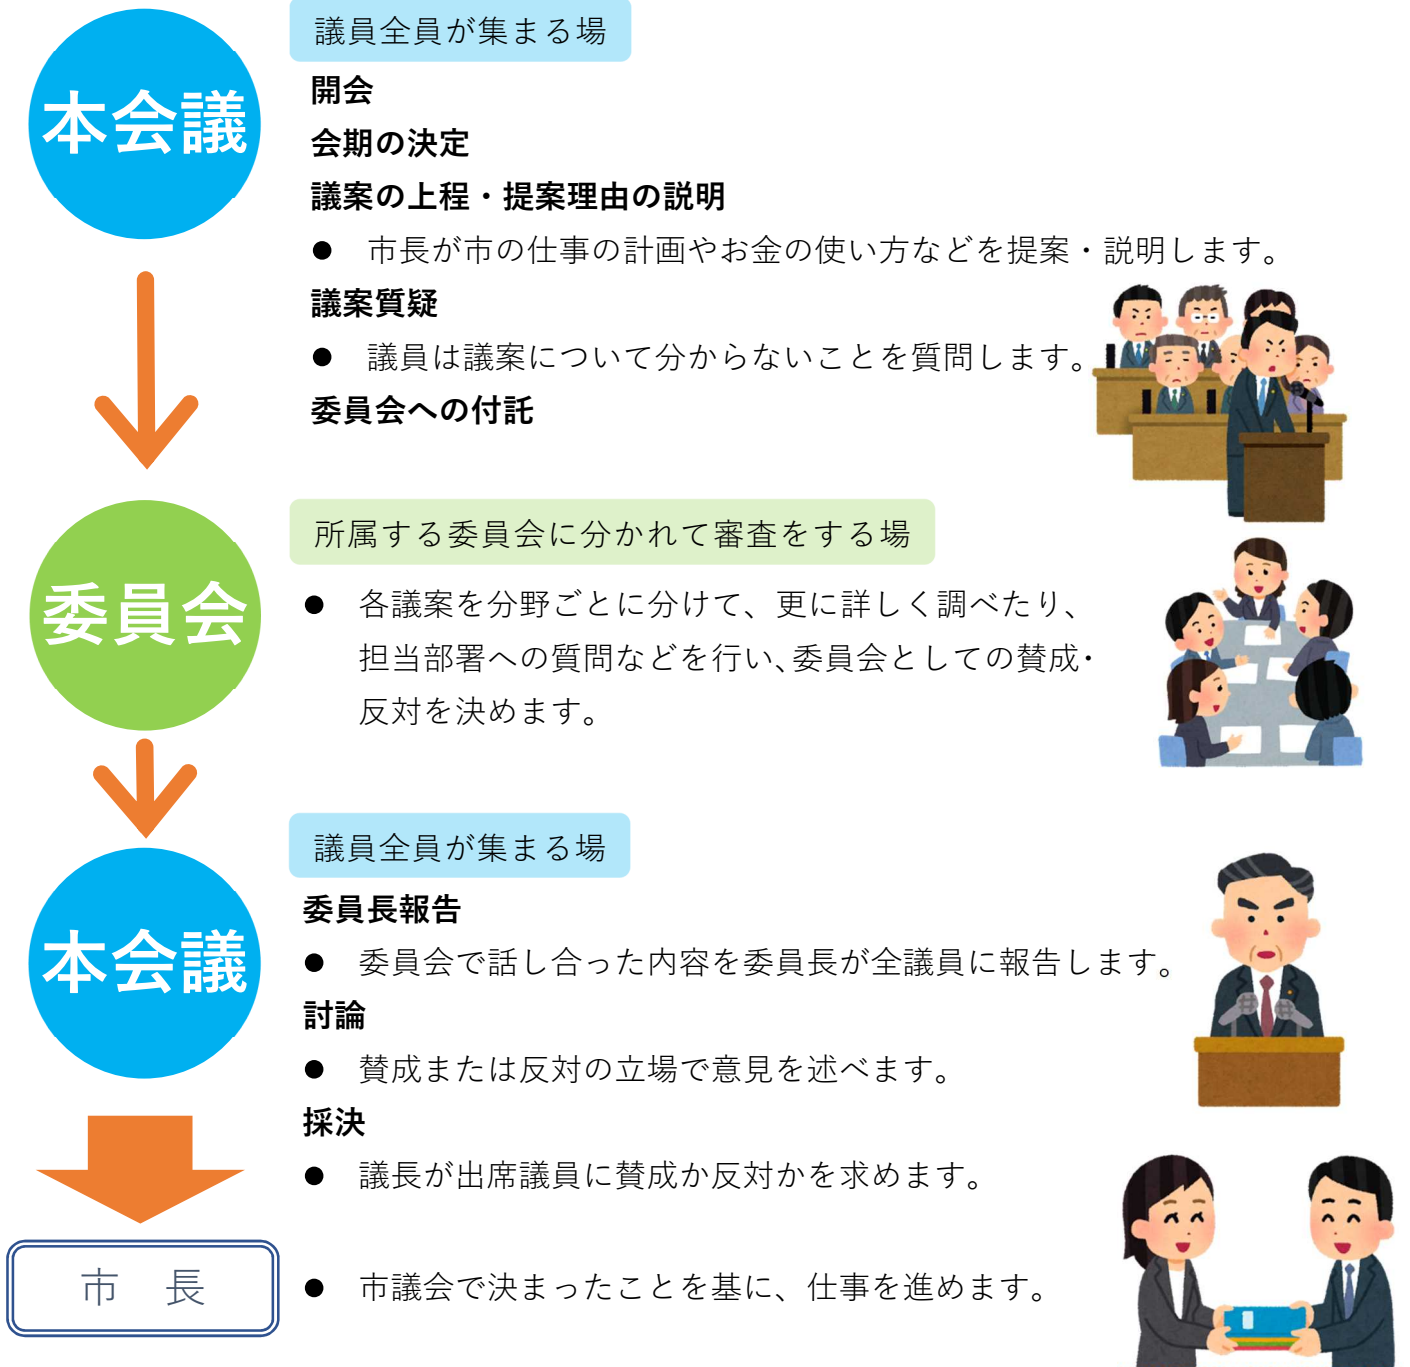 本会議
議員全員が集まる場
開会
会期の決定
議案の上程・提案理由の説明
● 市長が市の仕事の計画やお金の使い方などを提案・説明します。
議案質疑
● 議員は議案について分からないことを質問します。
委員会への付託
委員会
所属する委員会に分かれて審査をする場
● 各議案を分野ごとに分けて、更に詳しく調べたり、
担当部署への質問などを行い、委員会としての賛成・
反対を決めます。
本会議
議員全員が集まる場
委員長報告
● 委員会で話し合った内容を委員長が全議員に報告します。
討論
● 賛成または反対の立場で意見を述べます。
採決
● 議長が出席議員に賛成か反対かを求めます。
市 長
● 市議会で決まったことを基に、仕事を進めます。